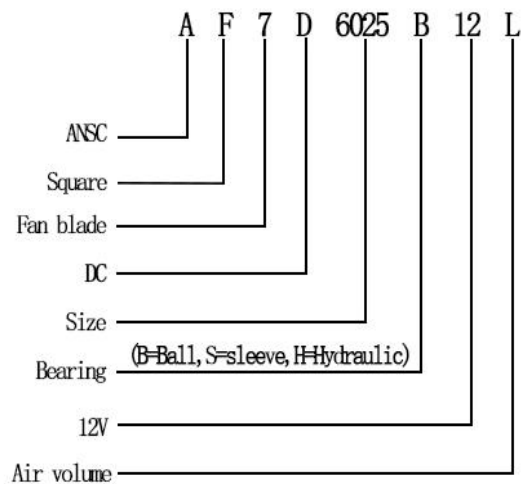 A F 7 D 6025 B 12 L
ANSC
Square
Fan blade
DC
Size
(B=Ball, S=sleeve, H=Hydraulic)
Bearing
12V
Air volume